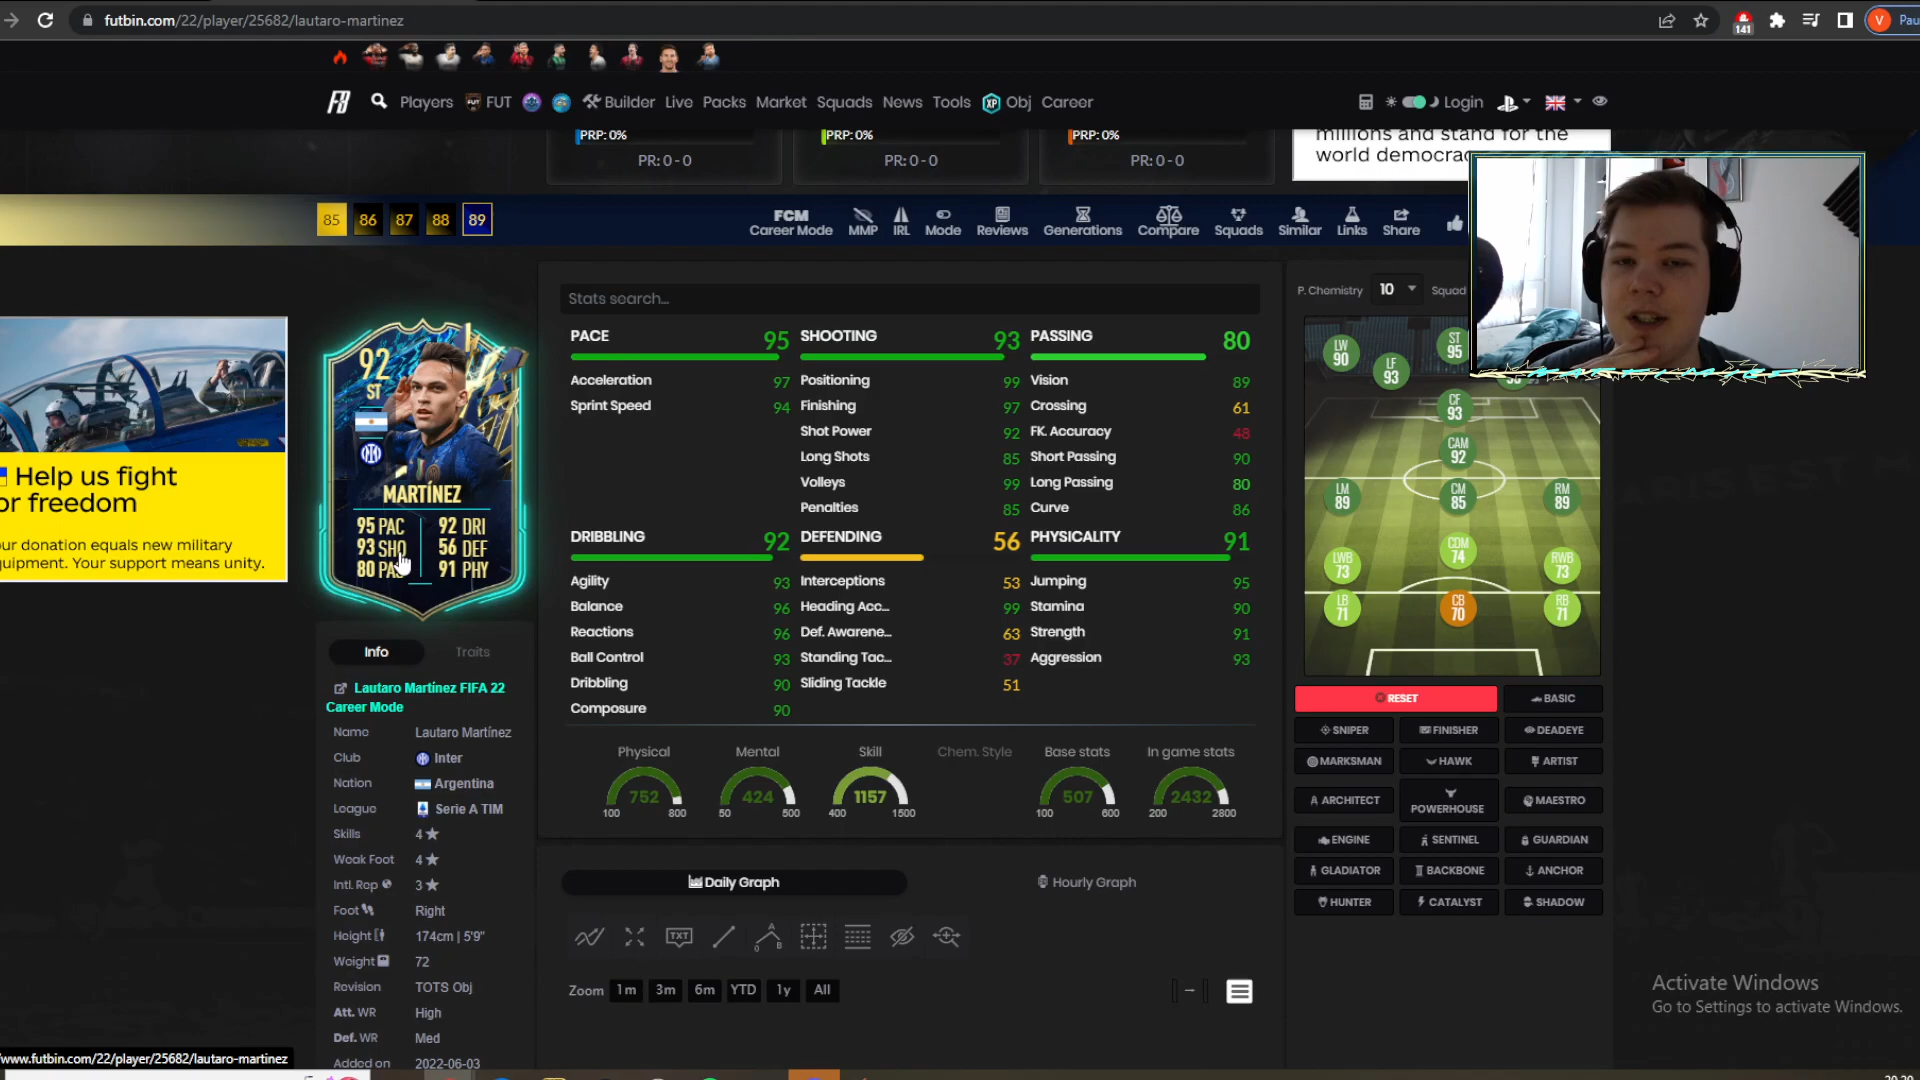 futbin.com/22/player/25682/lautaro-martinez
141
V
Players FUT Builder Live Packs Market Squads News Tools XP Obj Career
Login
PRP: 0%
PR: 0 - 0
PRP: 0%
PR: 0 - 0
PRP: 0%
PR: 0 - 0
millions and stand for the
85 86 87 88 89
FCM
Career Mode MMP IRL Mode Reviews Generations Compare Squads Similar Links Share
Help us fight
or freedom
our donation equals new military
equipment. Your support means unity.
92
ST
MARTÍNEZ
95 PAC 92 DRI
93 SHO 56 DEF
80 PAS 91 PHY
Info Traits
Lautaro Martínez FIFA 22
Career Mode
Name Lautaro Martínez
Club Inter
Nation Argentina
League Serie A TIM
Skills 4
Weak Foot 4
Intl. Rep 3
Foot Right
Height 174cm | 5'9"
Weight 72
Revision TOTS Obj
Att. WR High
Def. WR Med
Added on 2022-06-03
Stats search...
PACE 95
Acceleration 97
Sprint Speed 94
SHOOTING 93
Positioning 99
Finishing 97
Shot Power 92
Long Shots 85
Volleys 99
Penalties 85
PASSING 80
Vision 89
Crossing 61
FK. Accuracy 48
Short Passing 90
Long Passing 80
Curve 86
DRIBBLING 92
Agility 93
Balance 96
Reactions 96
Ball Control 93
Dribbling 90
Composure 90
DEFENDING 56
Interceptions 53
Heading Acc... 99
Def. Awarene... 63
Standing Tac... 37
Sliding Tackle 51
PHYSICALITY 91
Jumping 95
Stamina 90
Strength 91
Aggression 93
Physical Mental Skill Chem. Style Base stats In game stats
752 424 1157 507 2432
100 800 50 500 400 1500 100 600 200 2800
Daily Graph Hourly Graph
TXT
Zoom 1m 3m 6m YTD 1y All
P. Chemistry 10 Squad
LW
90
LF
93
ST
95
CF
93
CAM
92
LM
89
CM
85
RM
89
CDM
74
LWB
73
RWB
73
LB
71
CB
70
RB
71
RESET BASIC
SNIPER FINISHER DEADEYE
MARKSMAN HAWK ARTIST
ARCHITECT POWERHOUSE MAESTRO
ENGINE SENTINEL GUARDIAN
GLADIATOR BACKBONE ANCHOR
HUNTER CATALYST SHADOW
Activate Windows
Go to Settings to activate Windows.
www.futbin.com/22/player/25682/lautaro-martinez